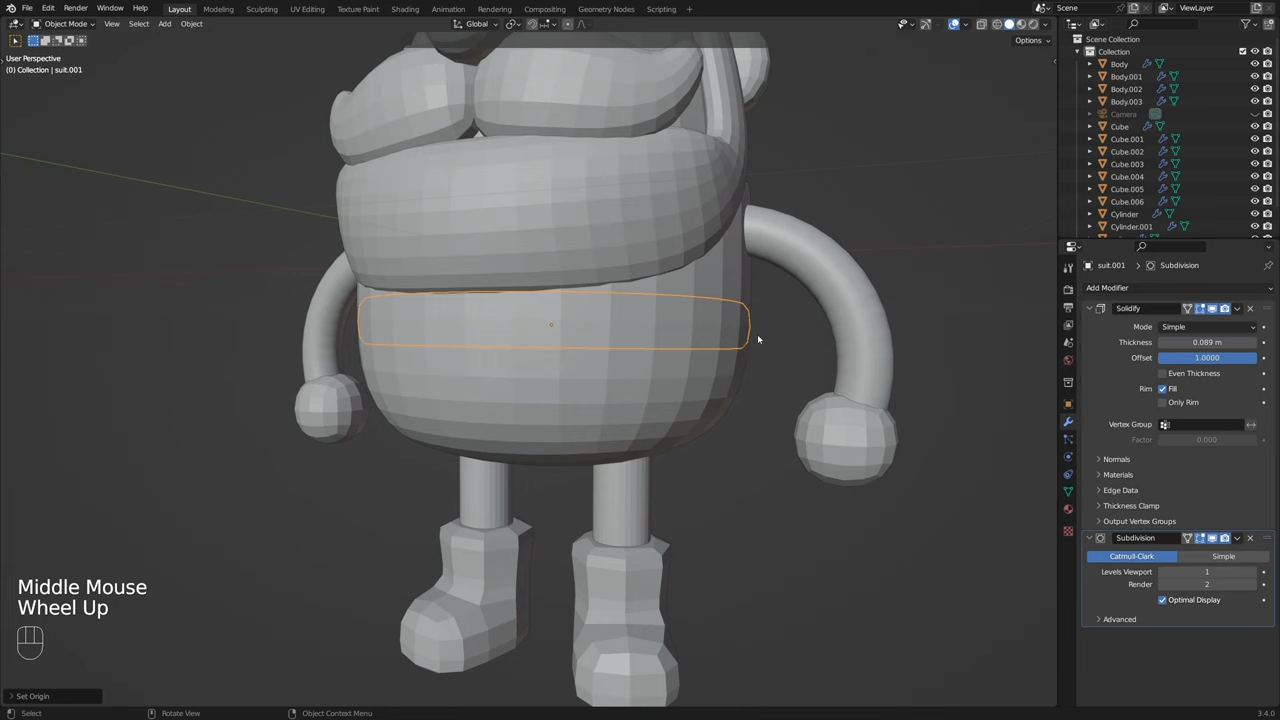 File Edit Render Window Help Layout Modeling Sculpting UV Editing Texture Paint Shading Animation Rendering Compositing Geometry Nodes Scripting + Scene ViewLayer
Object Mode View Select Add Object Global
Options
User Perspective
(0) Collection | suit.001
Scene Collection
Collection
Body
Body.001
Body.002
Body.003
Camera
Cube
Cube.001
Cube.002
Cube.003
Cube.004
Cube.005
Cube.006
Cylinder
Cylinder.001
suit.001 > Subdivision
Add Modifier
Solidify
Mode Simple
Thickness 0.089 m
Offset 1.0000
Even Thickness
Rim Fill
Only Rim
Vertex Group
Factor 0.000
Normals
Materials
Edge Data
Thickness Clamp
Output Vertex Groups
Subdivision
Catmull-Clark Simple
Levels Viewport 1
Render 2
Optimal Display
Advanced
Middle Mouse
Wheel Up
Set Origin
Select Rotate View Object Context Menu 3.4.0